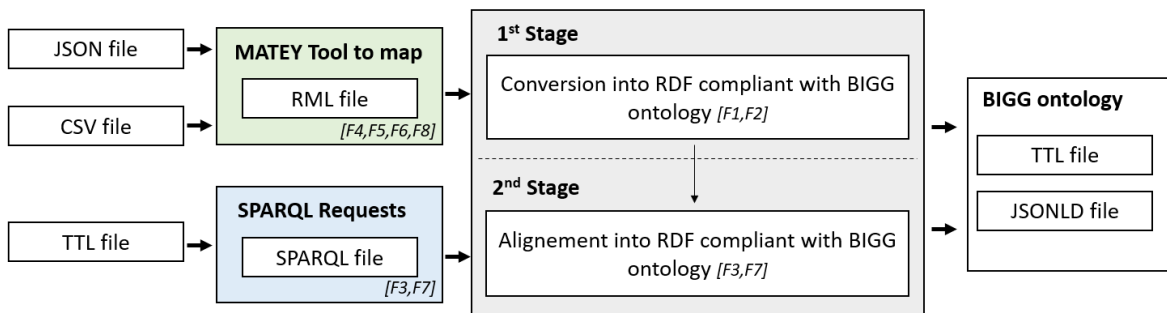 JSON file
CSV file
TTL file
MATEY Tool to map
RML file
[F4,F5,F6,F8]
SPARQL Requests
SPARQL file
[F3,F7]
1st Stage
Conversion into RDF compliant with BIGG
ontology [F1,F2]
2nd Stage
Alignement into RDF compliant with BIGG
ontology [F3,F7]
BIGG ontology
TTL file
JSONLD file